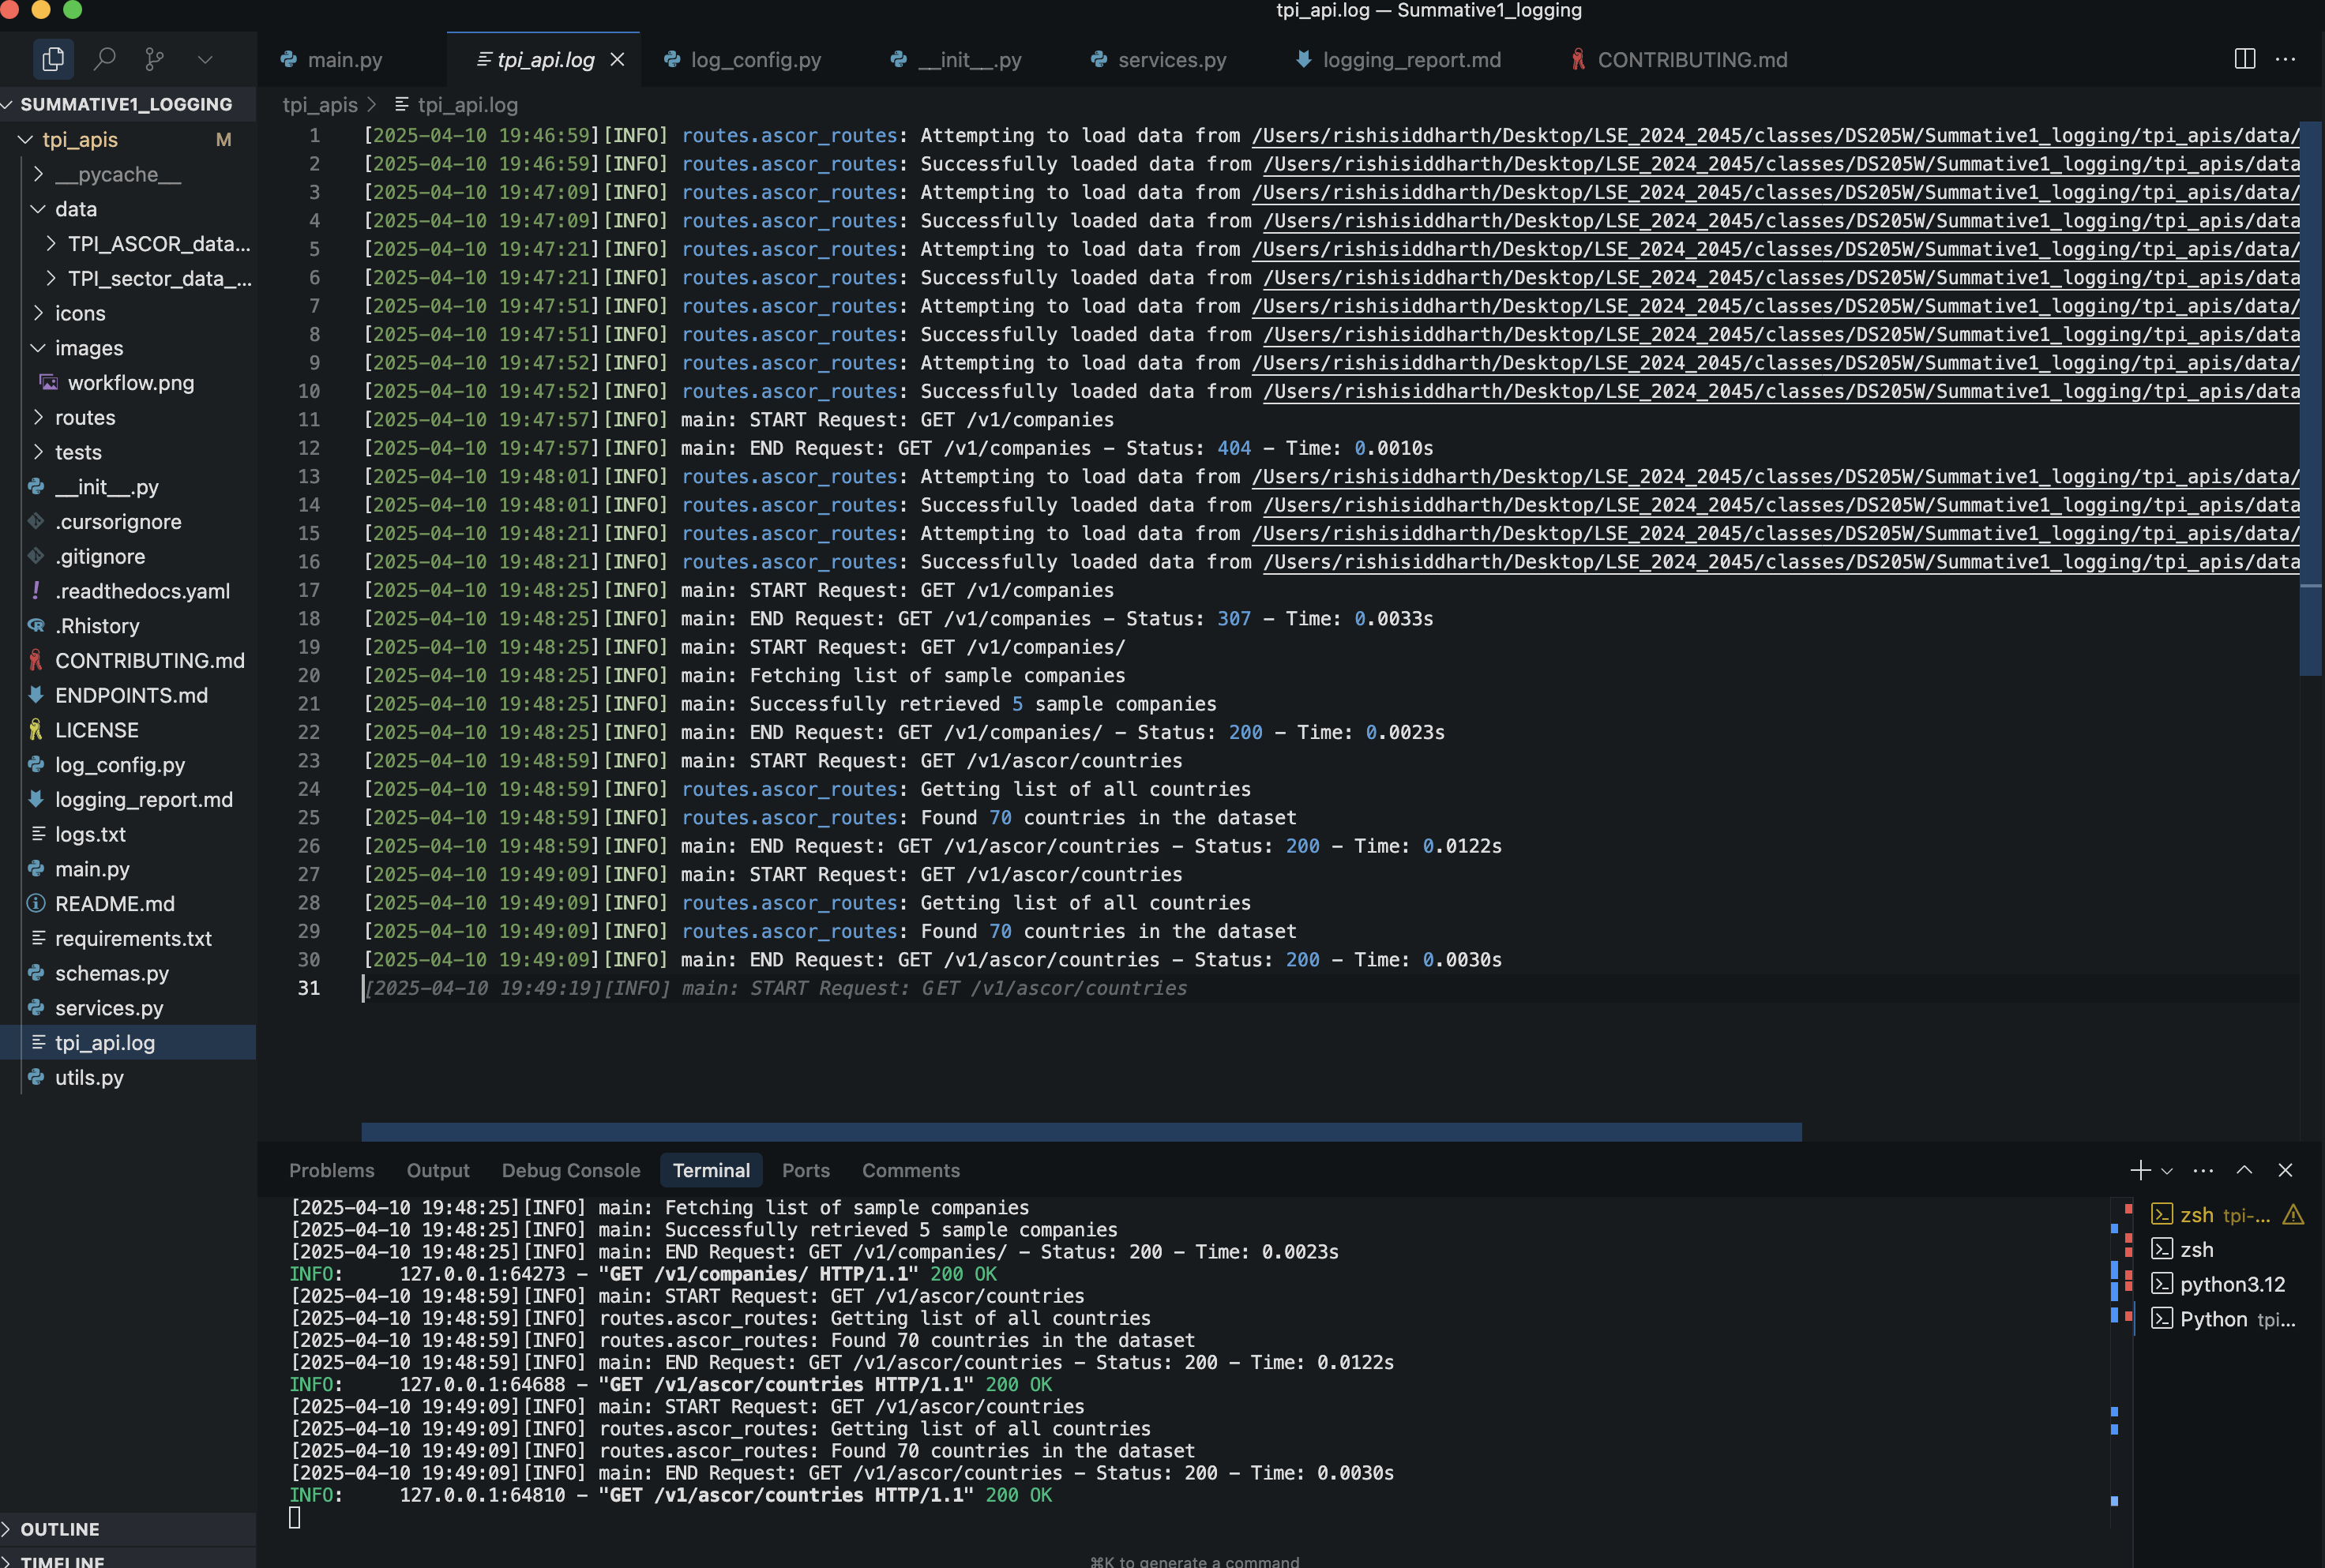 tpi_api.log — Summative1_logging
main.py
tpi_api.log
log_config.py
__init__.py
services.py
logging_report.md
CONTRIBUTING.md
SUMMATIVE1_LOGGING
tpi_apis M
__pycache__
data
TPI_ASCOR_data...
TPI_sector_data_...
icons
images
workflow.png
routes
tests
__init__.py
.cursorignore
.gitignore
.readthedocs.yaml
.Rhistory
CONTRIBUTING.md
ENDPOINTS.md
LICENSE
log_config.py
logging_report.md
logs.txt
main.py
README.md
requirements.txt
schemas.py
services.py
tpi_api.log
utils.py
OUTLINE
TIMELINE
tpi_apis > tpi_api.log
1 [2025-04-10 19:46:59][INFO] routes.ascor_routes: Attempting to load data from /Users/rishisiddharth/Desktop/LSE_2024_2045/classes/DS205W/Summative1_logging/tpi_apis/data/
2 [2025-04-10 19:46:59][INFO] routes.ascor_routes: Successfully loaded data from /Users/rishisiddharth/Desktop/LSE_2024_2045/classes/DS205W/Summative1_logging/tpi_apis/data
3 [2025-04-10 19:47:09][INFO] routes.ascor_routes: Attempting to load data from /Users/rishisiddharth/Desktop/LSE_2024_2045/classes/DS205W/Summative1_logging/tpi_apis/data/
4 [2025-04-10 19:47:09][INFO] routes.ascor_routes: Successfully loaded data from /Users/rishisiddharth/Desktop/LSE_2024_2045/classes/DS205W/Summative1_logging/tpi_apis/data
5 [2025-04-10 19:47:21][INFO] routes.ascor_routes: Attempting to load data from /Users/rishisiddharth/Desktop/LSE_2024_2045/classes/DS205W/Summative1_logging/tpi_apis/data/
6 [2025-04-10 19:47:21][INFO] routes.ascor_routes: Successfully loaded data from /Users/rishisiddharth/Desktop/LSE_2024_2045/classes/DS205W/Summative1_logging/tpi_apis/data
7 [2025-04-10 19:47:51][INFO] routes.ascor_routes: Attempting to load data from /Users/rishisiddharth/Desktop/LSE_2024_2045/classes/DS205W/Summative1_logging/tpi_apis/data/
8 [2025-04-10 19:47:51][INFO] routes.ascor_routes: Successfully loaded data from /Users/rishisiddharth/Desktop/LSE_2024_2045/classes/DS205W/Summative1_logging/tpi_apis/data
9 [2025-04-10 19:47:52][INFO] routes.ascor_routes: Attempting to load data from /Users/rishisiddharth/Desktop/LSE_2024_2045/classes/DS205W/Summative1_logging/tpi_apis/data/
10 [2025-04-10 19:47:52][INFO] routes.ascor_routes: Successfully loaded data from /Users/rishisiddharth/Desktop/LSE_2024_2045/classes/DS205W/Summative1_logging/tpi_apis/data
11 [2025-04-10 19:47:57][INFO] main: START Request: GET /v1/companies
12 [2025-04-10 19:47:57][INFO] main: END Request: GET /v1/companies - Status: 404 - Time: 0.0010s
13 [2025-04-10 19:48:01][INFO] routes.ascor_routes: Attempting to load data from /Users/rishisiddharth/Desktop/LSE_2024_2045/classes/DS205W/Summative1_logging/tpi_apis/data/
14 [2025-04-10 19:48:01][INFO] routes.ascor_routes: Successfully loaded data from /Users/rishisiddharth/Desktop/LSE_2024_2045/classes/DS205W/Summative1_logging/tpi_apis/data
15 [2025-04-10 19:48:21][INFO] routes.ascor_routes: Attempting to load data from /Users/rishisiddharth/Desktop/LSE_2024_2045/classes/DS205W/Summative1_logging/tpi_apis/data/
16 [2025-04-10 19:48:21][INFO] routes.ascor_routes: Successfully loaded data from /Users/rishisiddharth/Desktop/LSE_2024_2045/classes/DS205W/Summative1_logging/tpi_apis/data
17 [2025-04-10 19:48:25][INFO] main: START Request: GET /v1/companies
18 [2025-04-10 19:48:25][INFO] main: END Request: GET /v1/companies - Status: 307 - Time: 0.0033s
19 [2025-04-10 19:48:25][INFO] main: START Request: GET /v1/companies/
20 [2025-04-10 19:48:25][INFO] main: Fetching list of sample companies
21 [2025-04-10 19:48:25][INFO] main: Successfully retrieved 5 sample companies
22 [2025-04-10 19:48:25][INFO] main: END Request: GET /v1/companies/ - Status: 200 - Time: 0.0023s
23 [2025-04-10 19:48:59][INFO] main: START Request: GET /v1/ascor/countries
24 [2025-04-10 19:48:59][INFO] routes.ascor_routes: Getting list of all countries
25 [2025-04-10 19:48:59][INFO] routes.ascor_routes: Found 70 countries in the dataset
26 [2025-04-10 19:48:59][INFO] main: END Request: GET /v1/ascor/countries - Status: 200 - Time: 0.0122s
27 [2025-04-10 19:49:09][INFO] main: START Request: GET /v1/ascor/countries
28 [2025-04-10 19:49:09][INFO] routes.ascor_routes: Getting list of all countries
29 [2025-04-10 19:49:09][INFO] routes.ascor_routes: Found 70 countries in the dataset
30 [2025-04-10 19:49:09][INFO] main: END Request: GET /v1/ascor/countries - Status: 200 - Time: 0.0030s
31 [2025-04-10 19:49:19][INFO] main: START Request: GET /v1/ascor/countries
Problems Output Debug Console Terminal Ports Comments
[2025-04-10 19:48:25][INFO] main: Fetching list of sample companies
[2025-04-10 19:48:25][INFO] main: Successfully retrieved 5 sample companies
[2025-04-10 19:48:25][INFO] main: END Request: GET /v1/companies/ - Status: 200 - Time: 0.0023s
INFO: 127.0.0.1:64273 - "GET /v1/companies/ HTTP/1.1" 200 OK
[2025-04-10 19:48:59][INFO] main: START Request: GET /v1/ascor/countries
[2025-04-10 19:48:59][INFO] routes.ascor_routes: Getting list of all countries
[2025-04-10 19:48:59][INFO] routes.ascor_routes: Found 70 countries in the dataset
[2025-04-10 19:48:59][INFO] main: END Request: GET /v1/ascor/countries - Status: 200 - Time: 0.0122s
INFO: 127.0.0.1:64688 - "GET /v1/ascor/countries HTTP/1.1" 200 OK
[2025-04-10 19:49:09][INFO] main: START Request: GET /v1/ascor/countries
[2025-04-10 19:49:09][INFO] routes.ascor_routes: Getting list of all countries
[2025-04-10 19:49:09][INFO] routes.ascor_routes: Found 70 countries in the dataset
[2025-04-10 19:49:09][INFO] main: END Request: GET /v1/ascor/countries - Status: 200 - Time: 0.0030s
INFO: 127.0.0.1:64810 - "GET /v1/ascor/countries HTTP/1.1" 200 OK
zsh tpi-...
zsh
python3.12
Python tpi...
⌘K to generate a command